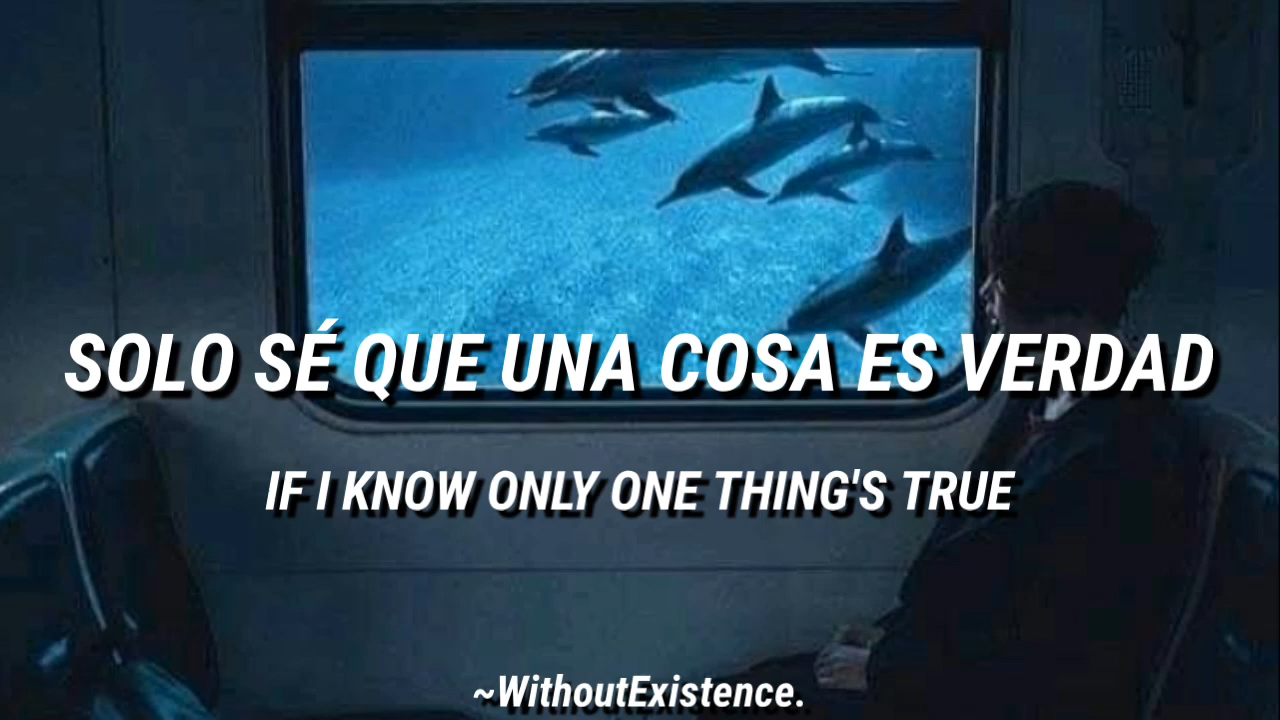 SOLO SÉ QUE UNA COSA ES VERDAD
IF I KNOW ONLY ONE THING'S TRUE
~WithoutExistence.